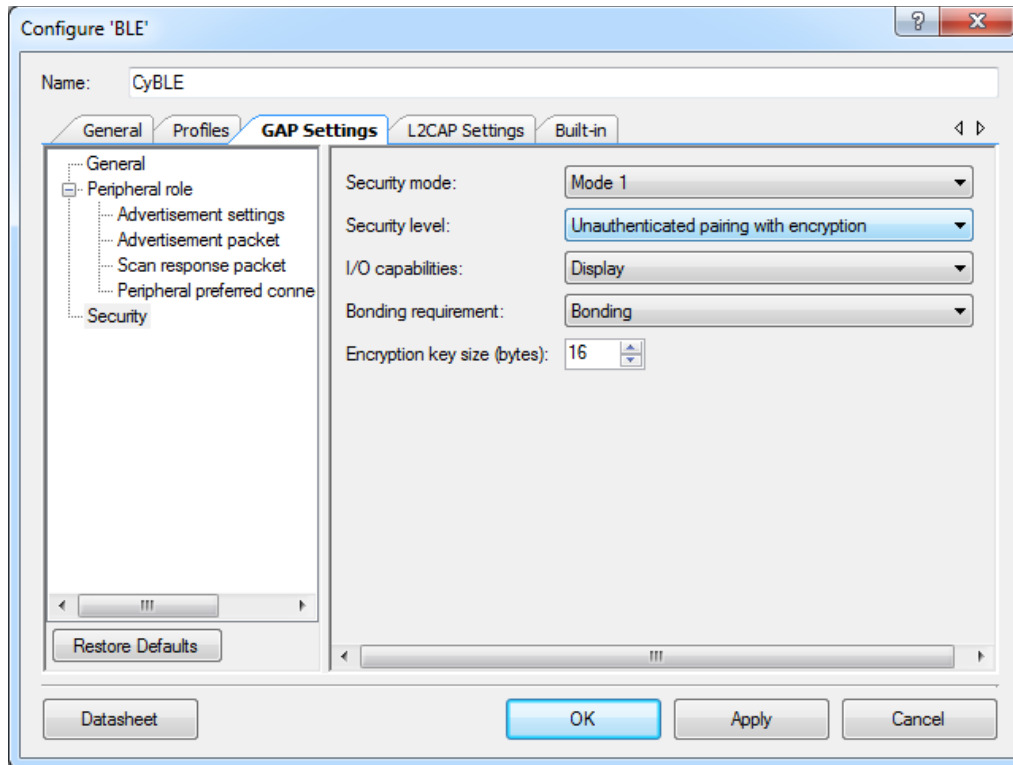 Configure 'BLE'
Name: CyBLE
General Profiles GAP Settings L2CAP Settings Built-in
General
Peripheral role
Advertisement settings
Advertisement packet
Scan response packet
Peripheral preferred conne
Security
Security mode: Mode 1
Security level: Unauthenticated pairing with encryption
I/O capabilities: Display
Bonding requirement: Bonding
Encryption key size (bytes): 16
Restore Defaults
Datasheet OK Apply Cancel